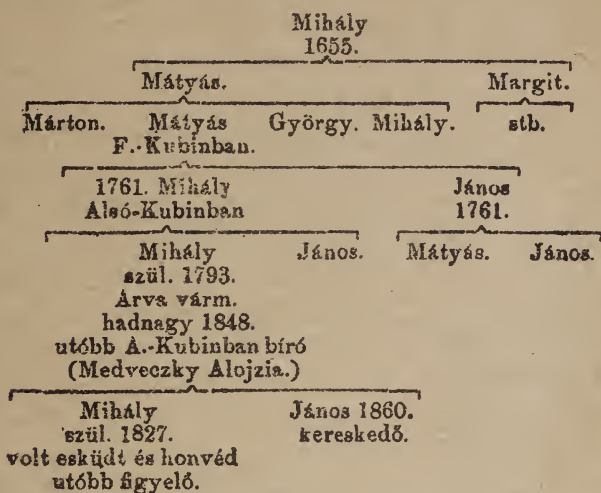 Mihály
1655.
Mátyás. Margit.
Márton. Mátyás György. Mihály. stb.
F.-Kubinban.
1761. Mihály János
Alsó-Kubinban 1761.
Mihály János. Mátyás. János.
szül. 1793.
Árva várm.
hadnagy 1848.
utóbb A.-Kubinban bíró
(Medveczky Alojzia.)
Mihály János 1860.
szül. 1827. kereskedő.
volt esküdt és honvéd
utóbb figyelő.